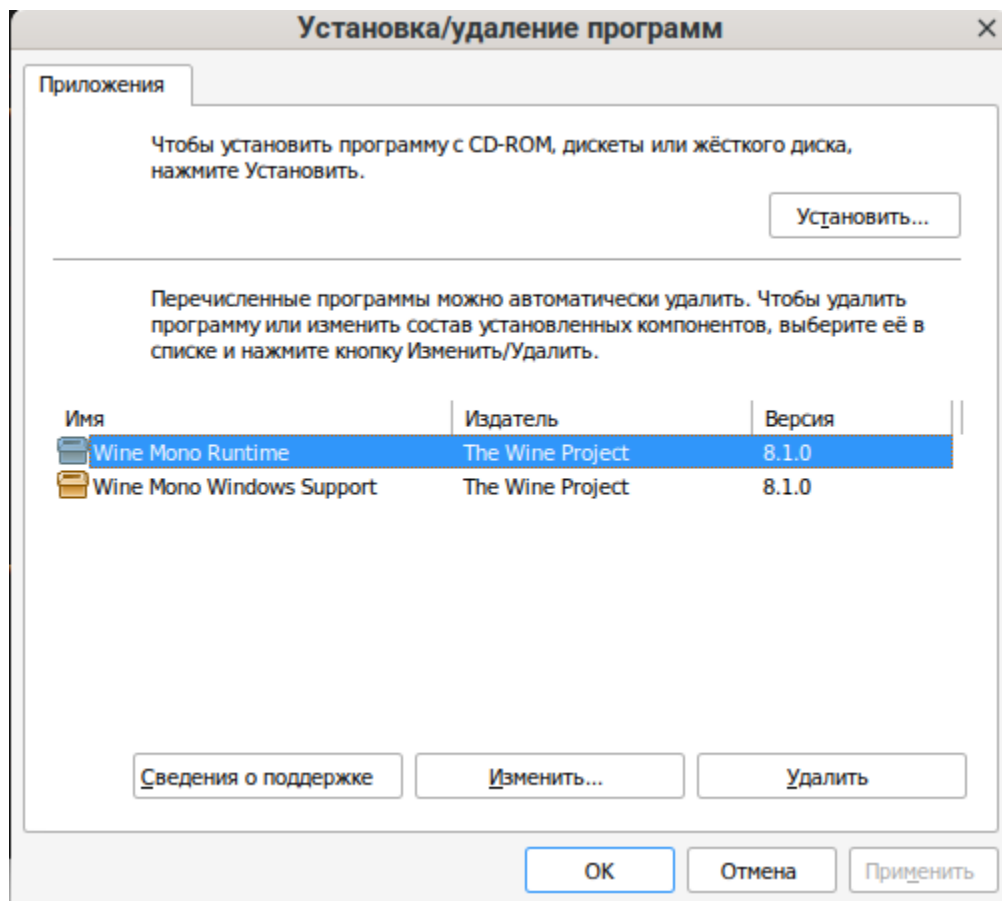 Установка/удаление программ
Приложения
Чтобы установить программу с CD-ROM, дискеты или жёсткого диска,
нажмите Установить.
Установить...
Перечисленные программы можно автоматически удалить. Чтобы удалить
программу или изменить состав установленных компонентов, выберите её в
списке и нажмите кнопку Изменить/Удалить.
Имя Издатель Версия
Wine Mono Runtime The Wine Project 8.1.0
Wine Mono Windows Support The Wine Project 8.1.0
Сведения о поддержке Изменить... Удалить
ОК Отмена Применить